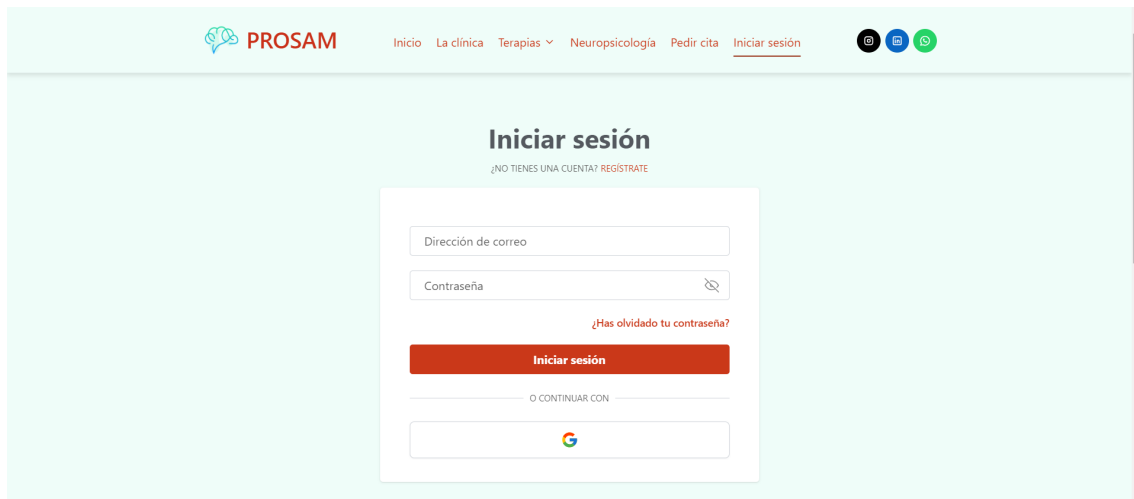 PROSAM
Inicio La clínica Terapias Neuropsicología Pedir cita Iniciar sesión
Iniciar sesión
¿NO TIENES UNA CUENTA? REGÍSTRATE
Dirección de correo
Contraseña
¿Has olvidado tu contraseña?
Iniciar sesión
O CONTINUAR CON